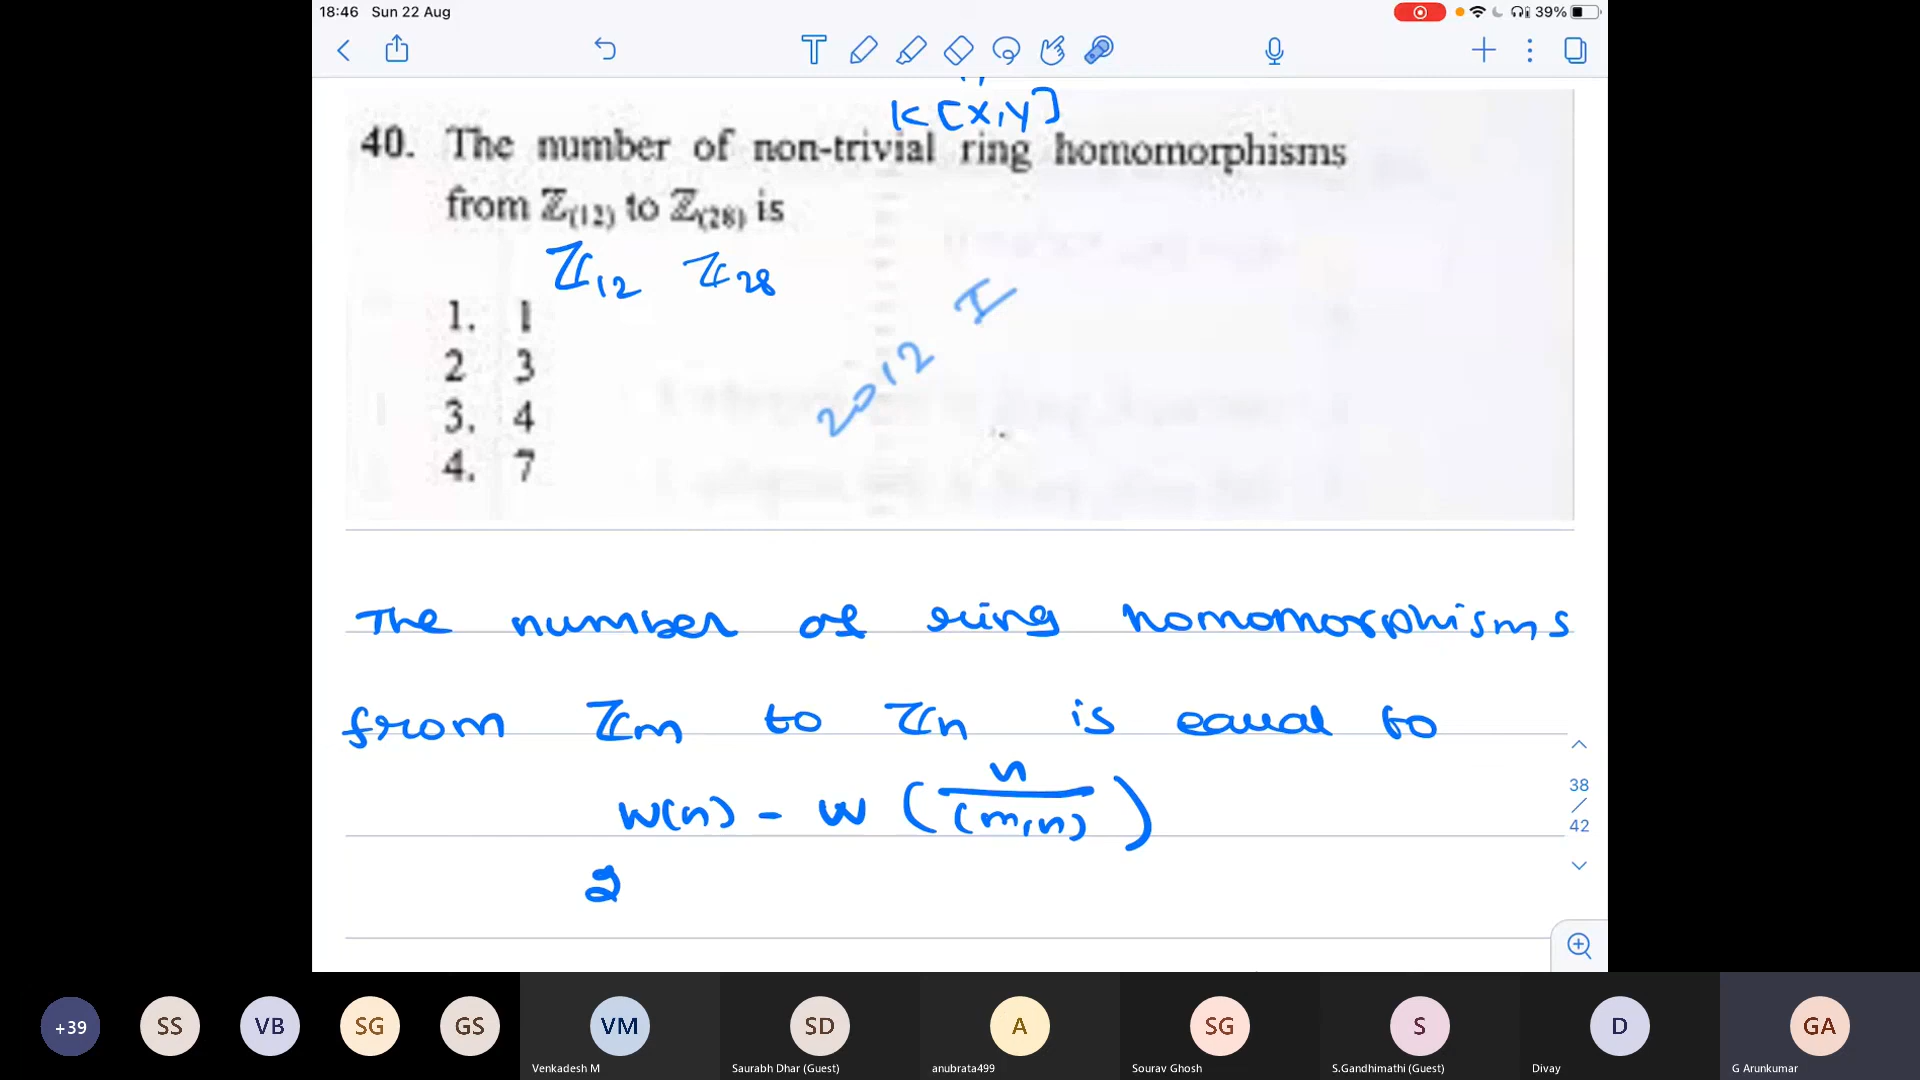 18:46 Sun 22 Aug
39%
K[X,Y]
40. The number of non-trivial ring homomorphisms
from ℤ(12) to ℤ(28) is
ℤ12 ℤ28
1. 1
2 3
3. 4
4. 7
2012 I
The number of ring homomorphisms
from ℤm to ℤn is equal to
w(n) - w (n/(m,n))
2
38
42
+39 SS VB SG GS VM SD A SG S D GA
Venkadesh M Saurabh Dhar (Guest) anubrata499 Sourav Ghosh S.Gandhimathi (Guest) Divay G Arunkumar